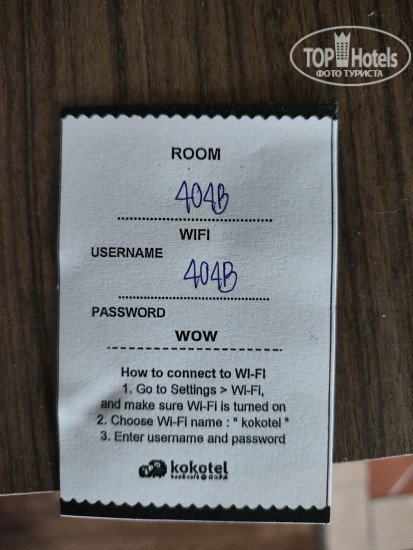 TOP Hotels
ФОТО ТУРИСТА
ROOM
404B
WIFI
USERNAME
404B
PASSWORD
WOW
How to connect to WI-FI
1. Go to Settings > Wi-Fi,
and make sure Wi-Fi is turned on
2. Choose Wi-Fi name : " kokotel "
3. Enter username and password
kokotel